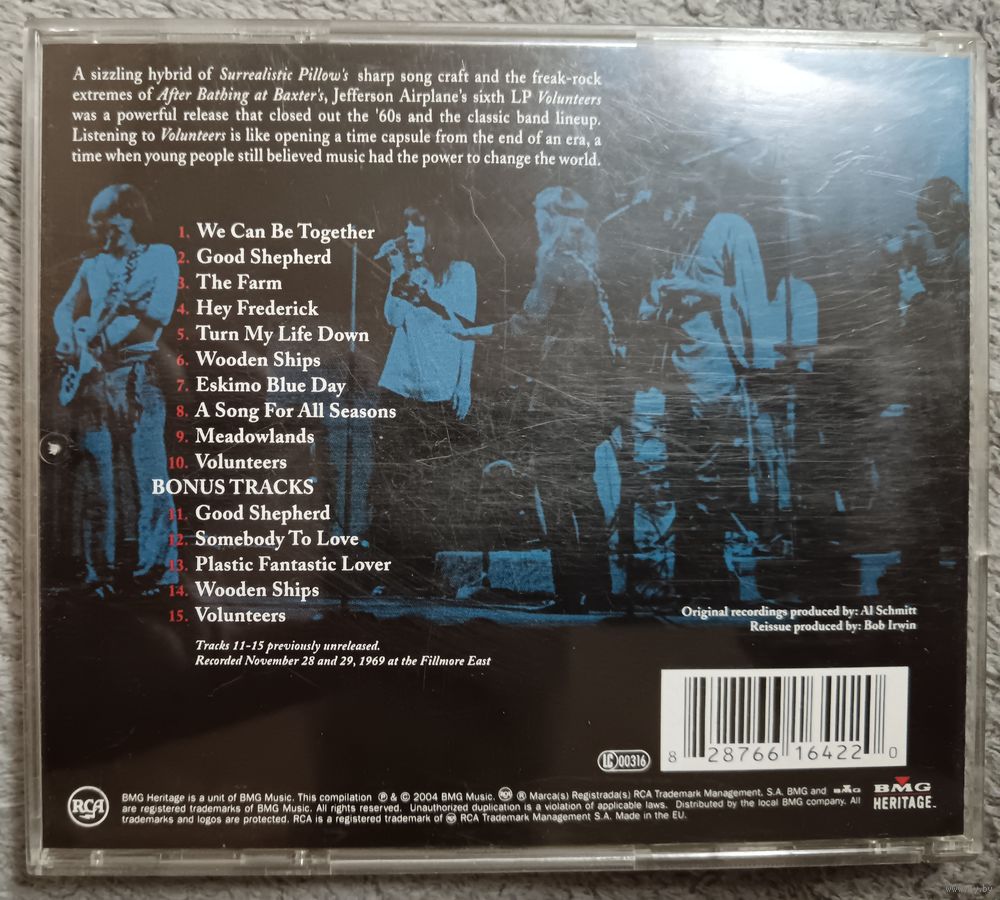 A sizzling hybrid of Surrealistic Pillow's sharp song craft and the freak-rock
extremes of After Bathing at Baxter's, Jefferson Airplane's sixth LP Volunteers
was a powerful release that closed out the '60s and the classic band lineup.
Listening to Volunteers is like opening a time capsule from the end of an era, a
time when young people still believed music had the power to change the world.
1. We Can Be Together
2. Good Shepherd
3. The Farm
4. Hey Frederick
5. Turn My Life Down
6. Wooden Ships
7. Eskimo Blue Day
8. A Song For All Seasons
9. Meadowlands
10. Volunteers
BONUS TRACKS
11. Good Shepherd
12. Somebody To Love
13. Plastic Fantastic Lover
14. Wooden Ships
15. Volunteers
Tracks 11-15 previously unreleased.
Recorded November 28 and 29, 1969 at the Fillmore East
Original recordings produced by: Al Schmitt
Reissue produced by: Bob Irwin
8 28766 16422 0
LC 00316
RCA
BMG Heritage is a unit of BMG Music. This compilation ℗ & © 2004 BMG Music. ® Marca(s) Registrada(s) RCA Trademark Management, S.A. BMG and
are registered trademarks of BMG Music. All rights reserved. Unauthorized duplication is a violation of applicable laws. Distributed by the local BMG company. All
trademarks and logos are protected. RCA is a registered trademark of RCA Trademark Management S.A. Made in the EU.
BMG
HERITAGE